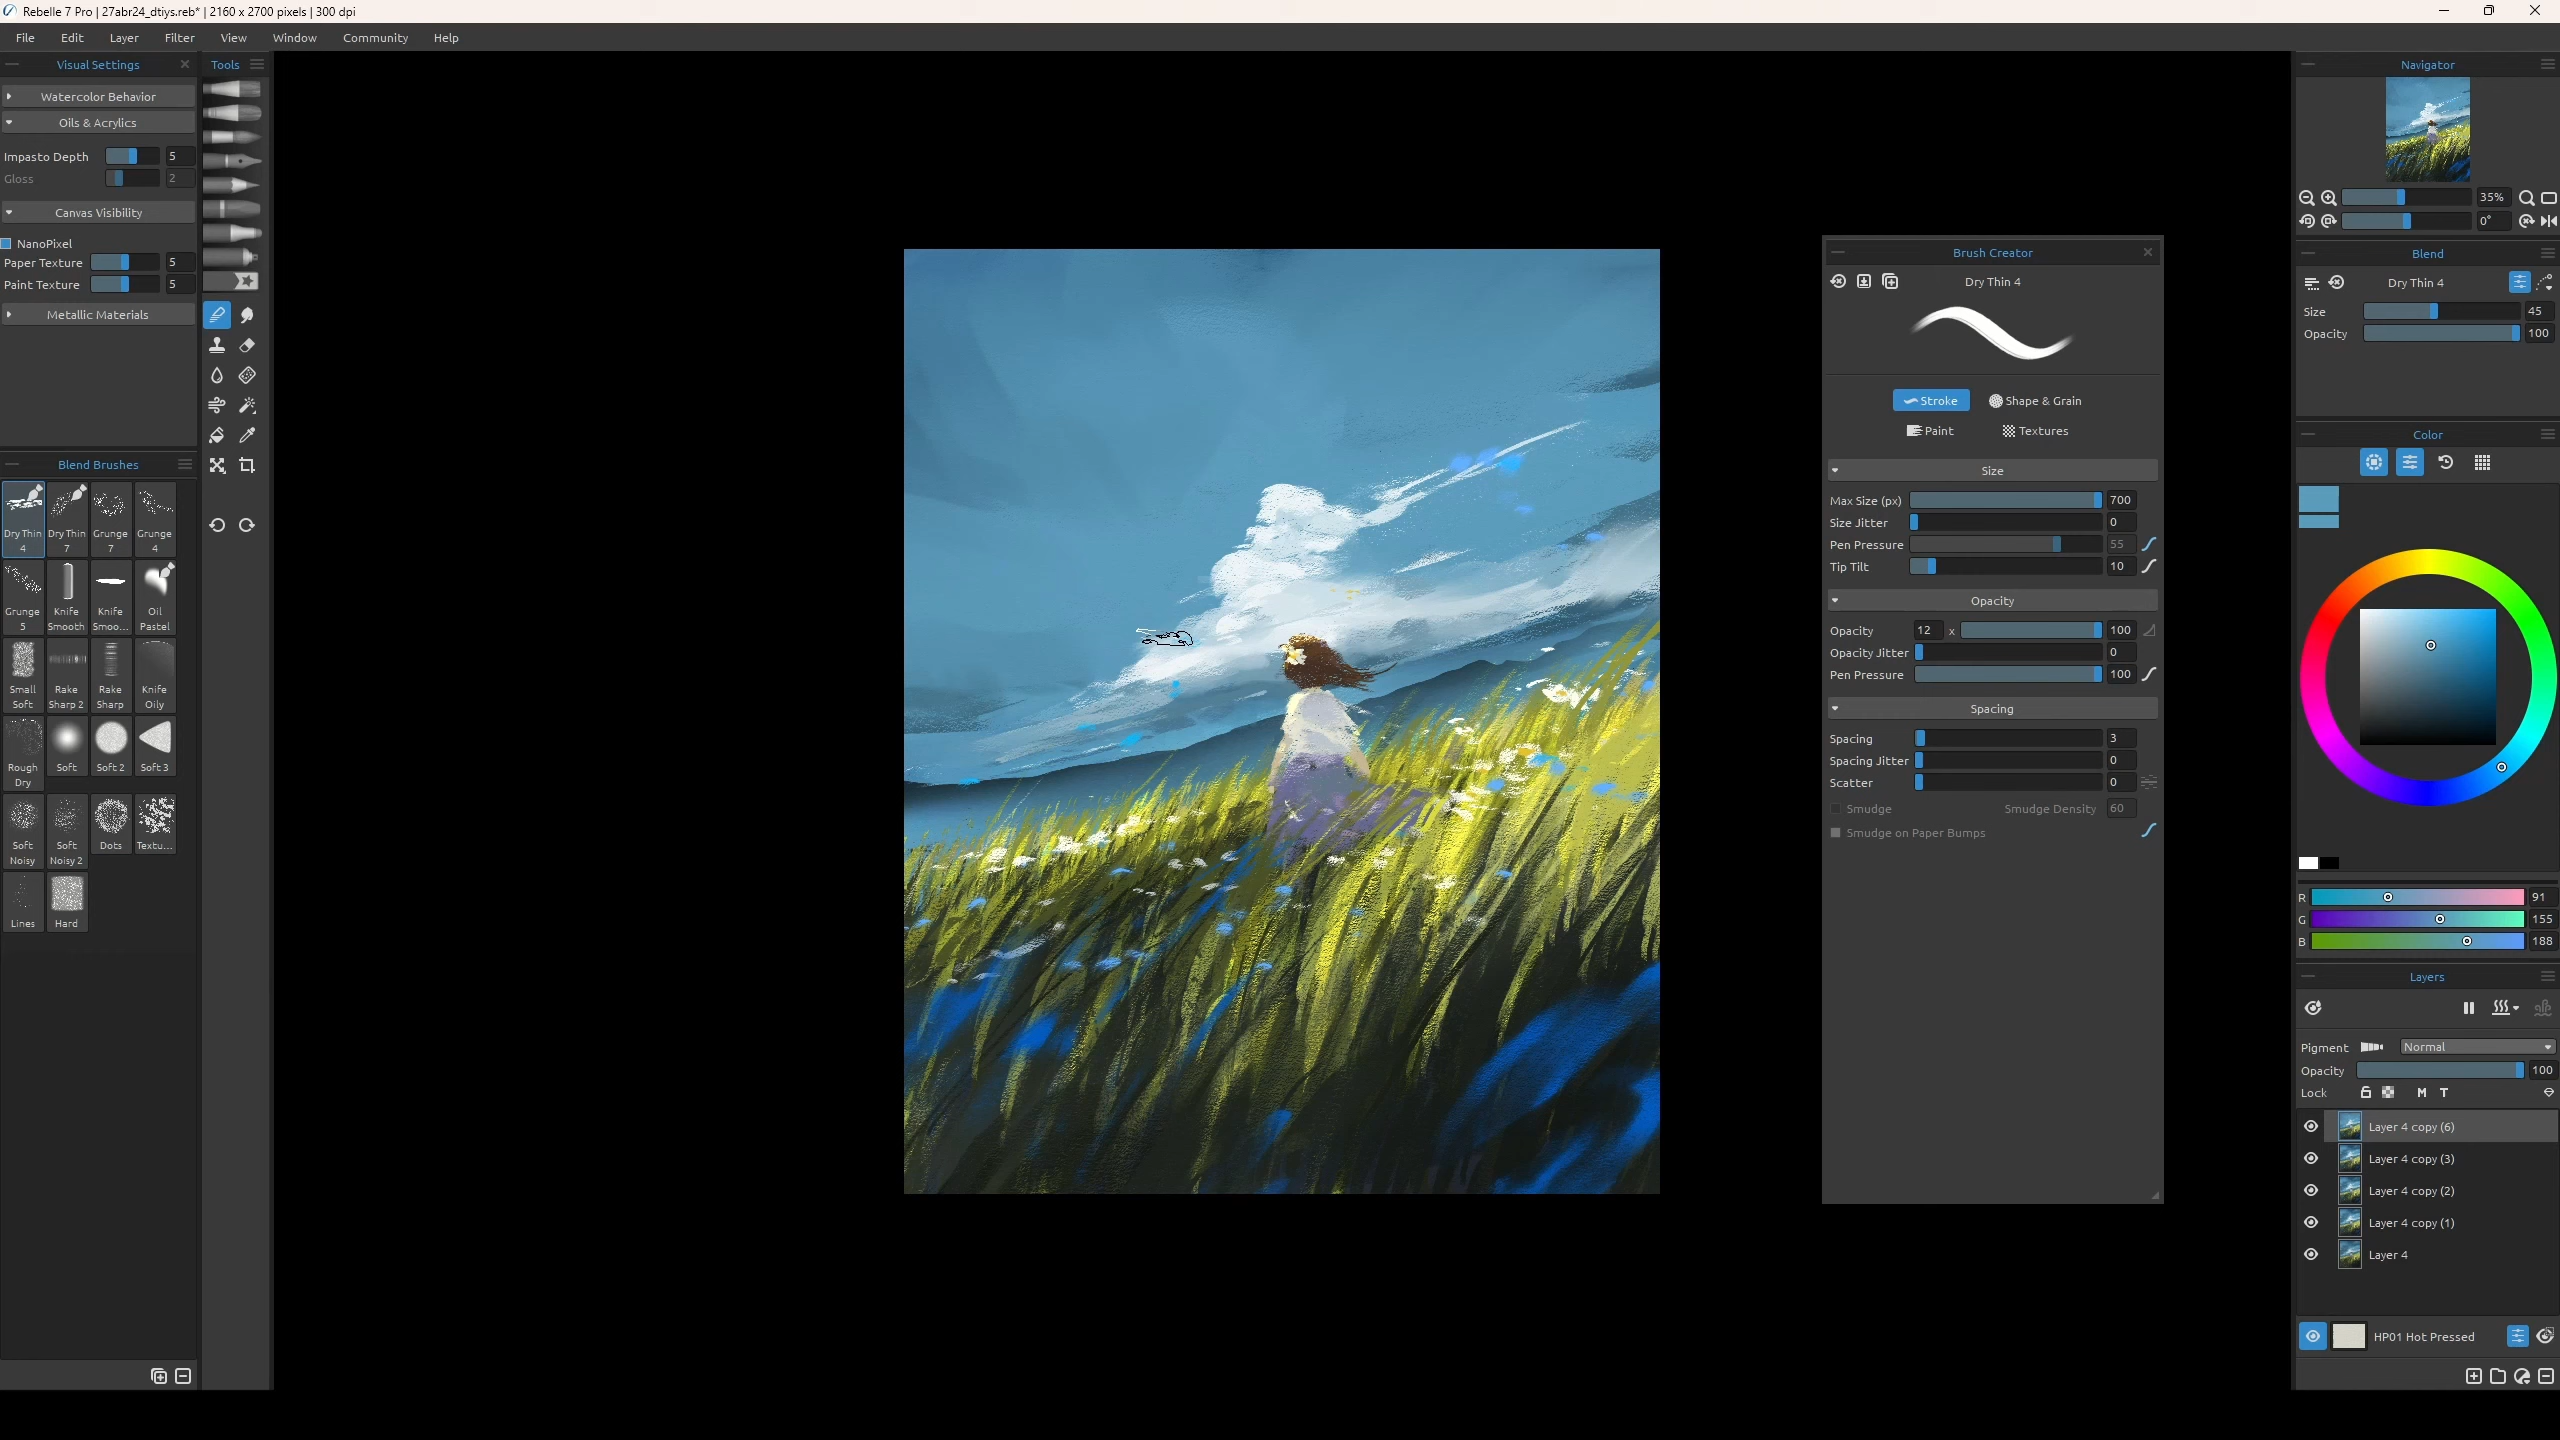 Rebelle 7 Pro | 27abr24_dtiys.reb* | 2160 x 2700 pixels | 300 dpi
File Edit Layer Filter View Window Community Help
Visual Settings
Watercolor Behavior
Oils & Acrylics
Impasto Depth 5
Gloss 2
Canvas Visibility
NanoPixel
Paper Texture 5
Paint Texture 5
Metallic Materials
Blend Brushes
Dry Thin 4
Dry Thin 7
Grunge 7
Grunge 4
Grunge 5
Knife Smooth
Knife Smoo...
Oil Pastel
Small Soft
Rake Sharp 2
Rake Sharp
Knife Oily
Rough Dry
Soft
Soft 2
Soft 3
Soft Noisy
Soft Noisy 2
Dots
Textu...
Lines
Hard
Tools
Brush Creator
Dry Thin 4
Stroke
Shape & Grain
Paint
Textures
Size
Max Size (px) 700
Size Jitter 0
Pen Pressure 55
Tip Tilt 10
Opacity
Opacity 12 x 100
Opacity Jitter 0
Pen Pressure 100
Spacing
Spacing 3
Spacing Jitter 0
Scatter 0
Smudge Smudge Density 60
Smudge on Paper Bumps
Navigator
35%
0°
Blend
Dry Thin 4
Size 45
Opacity 100
Color
R 91
G 155
B 188
Layers
Pigment Normal
Opacity 100
Lock M T
Layer 4 copy (6)
Layer 4 copy (3)
Layer 4 copy (2)
Layer 4 copy (1)
Layer 4
HP01 Hot Pressed